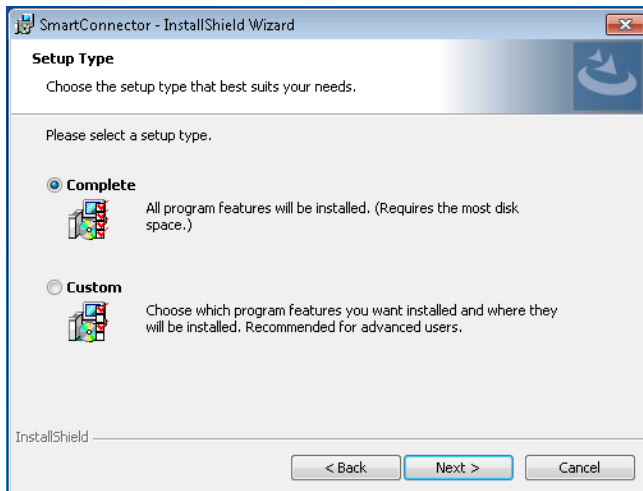 SmartConnector - InstallShield Wizard
Setup Type
Choose the setup type that best suits your needs.
Please select a setup type.
Complete
All program features will be installed. (Requires the most disk
space.)
Custom
Choose which program features you want installed and where they
will be installed. Recommended for advanced users.
InstallShield
< Back
Next >
Cancel